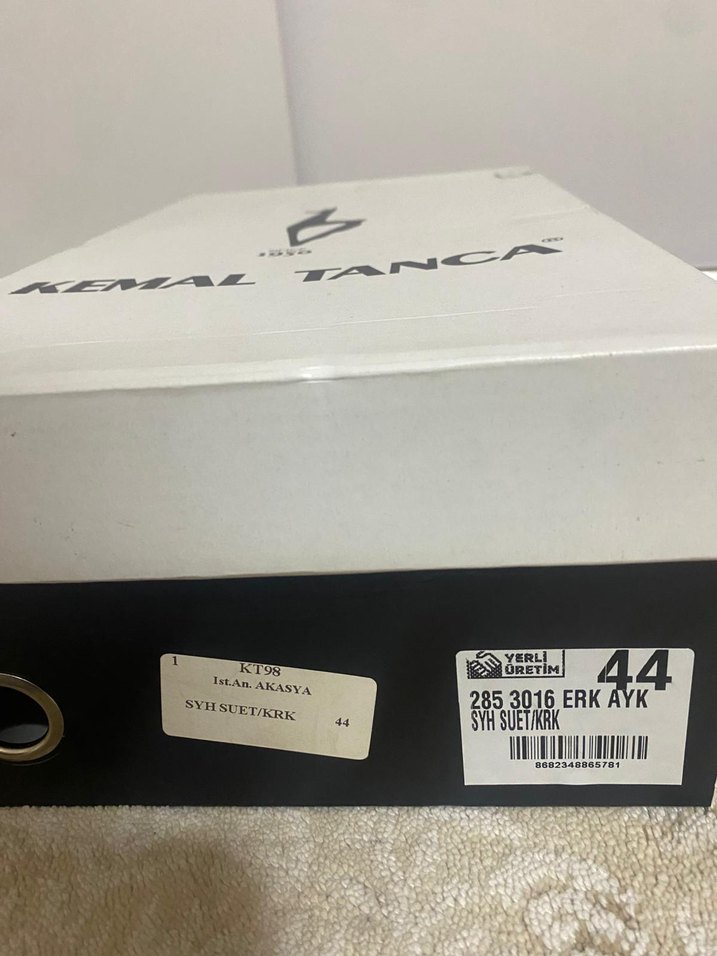 1950
KEMAL TANCA®
1
KT98
Ist.An. AKASYA
SYH SUET/KRK 44
YERLİ
ÜRETİM
44
285 3016 ERK AYK
SYH SUET/KRK
8682348865781